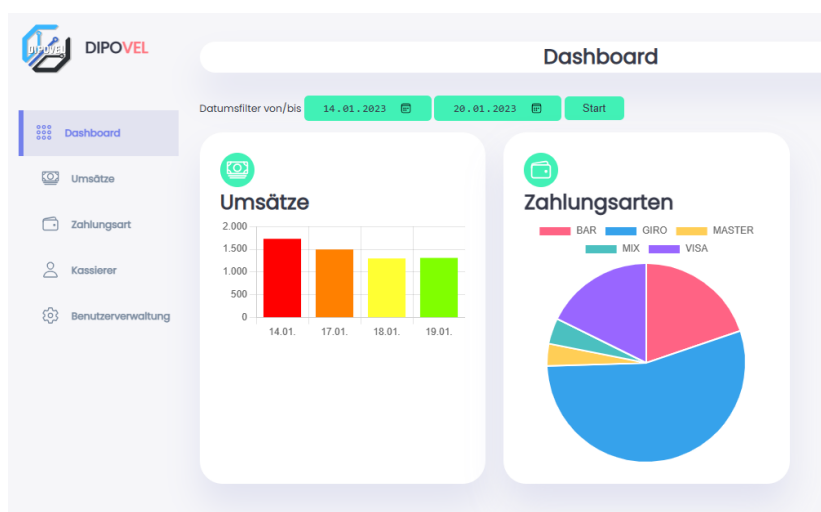 DIPOVEL
DIPOVEL
Dashboard
Datumsfilter von/bis 14.01.2023 20.01.2023 Start
Dashboard
Umsätze
Zahlungsart
Kassierer
Benutzerverwaltung
Umsätze
2.000
1.500
1.000
500
0
14.01. 17.01. 18.01. 19.01.
Zahlungsarten
BAR GIRO MASTER
MIX VISA